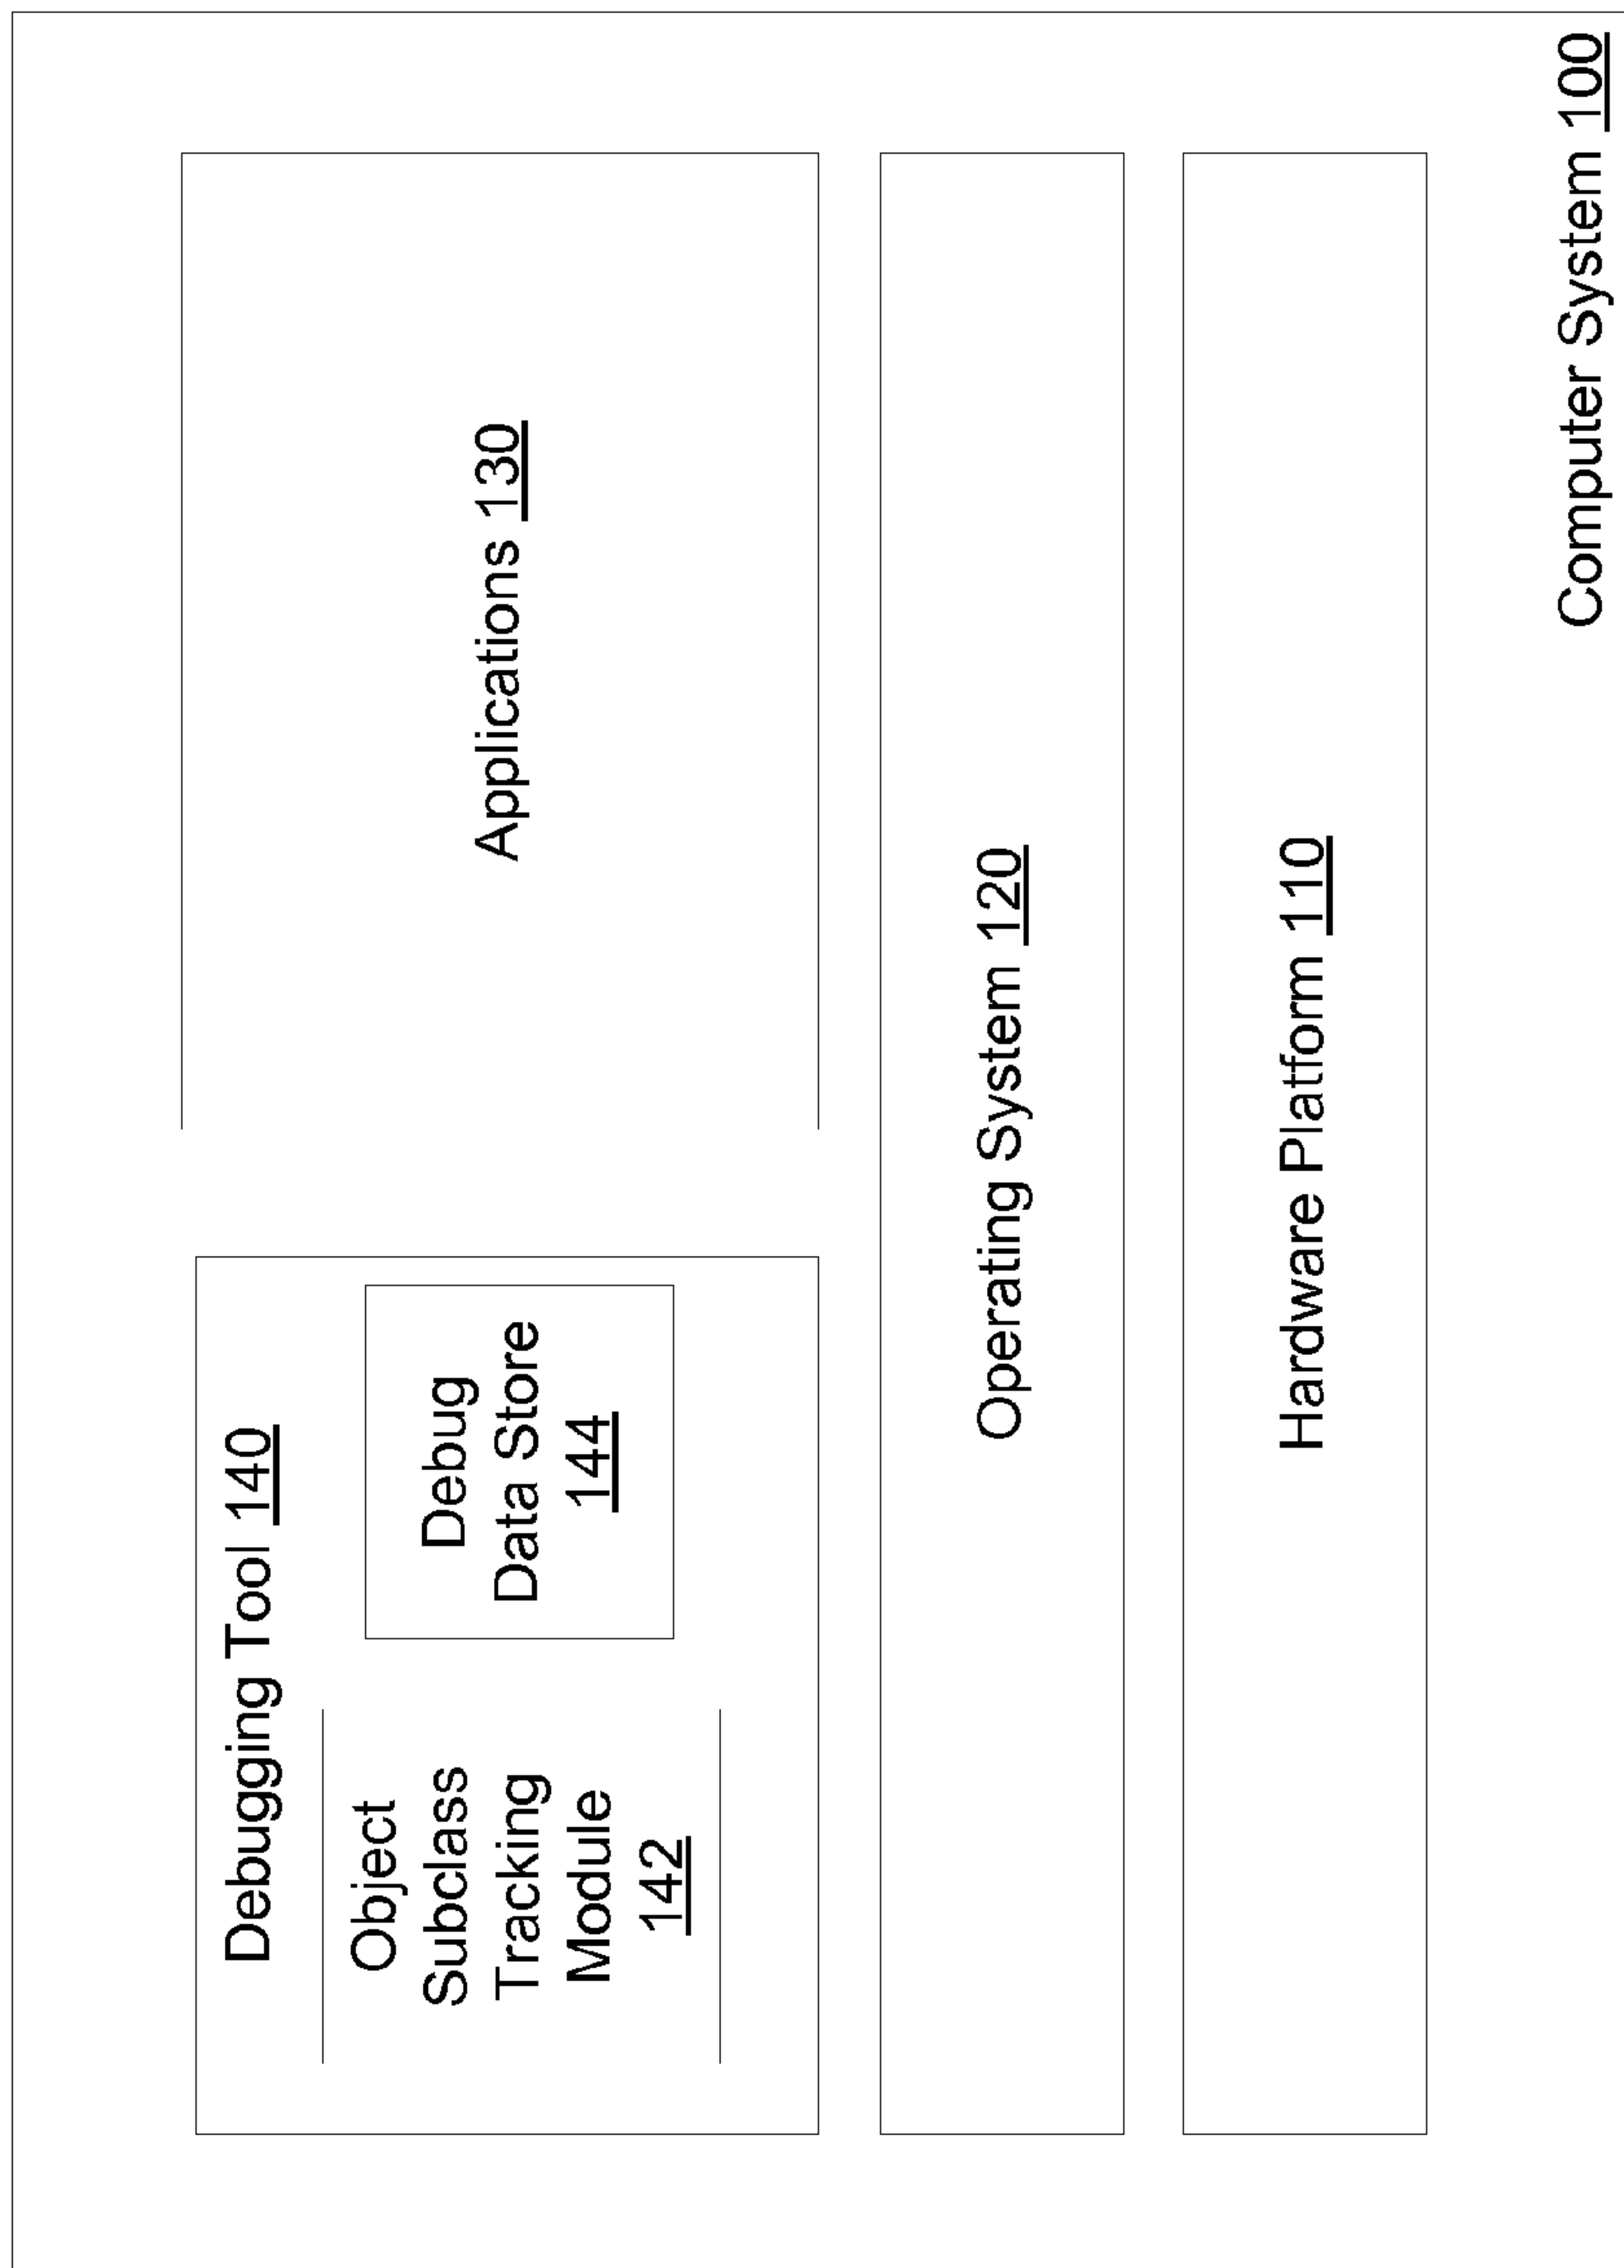 Debugging Tool 140
Object
Subclass
Tracking
Module
142
Debug
Data Store
144
Applications 130
Operating System 120
Hardware Platform 110
Computer System 100